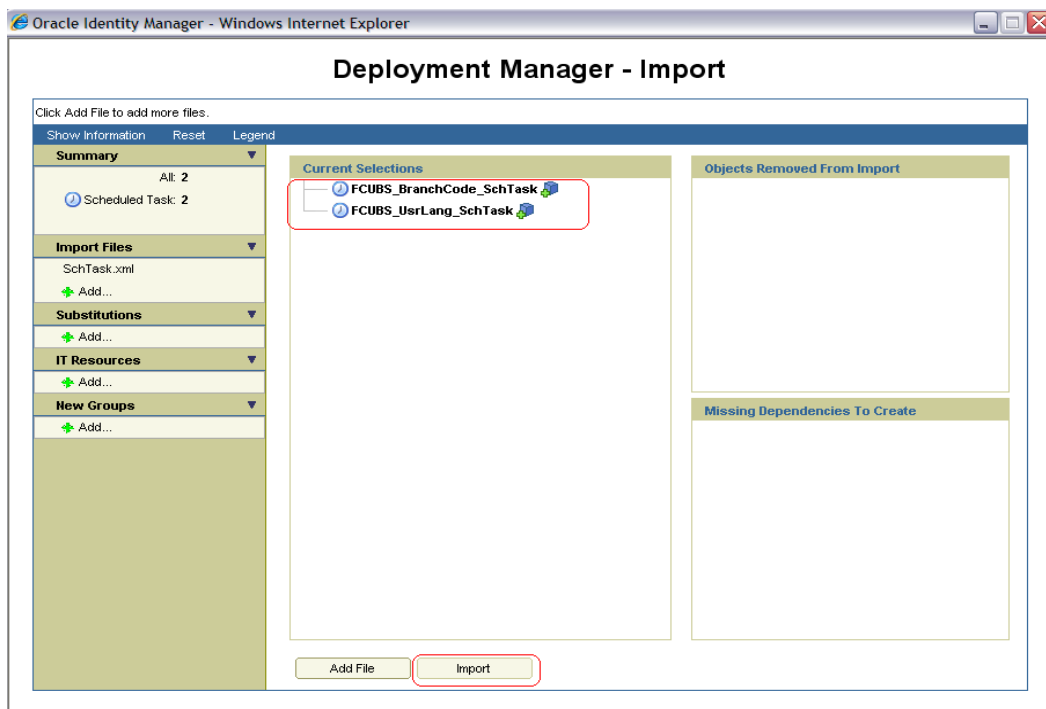 Oracle Identity Manager - Windows Internet Explorer
Deployment Manager - Import
Click Add File to add more files.
Show Information Reset Legend
Summary
All: 2
Scheduled Task: 2
Import Files
SchTask.xml
Add...
Substitutions
Add...
IT Resources
Add...
New Groups
Add...
Current Selections
FCUBS_BranchCode_SchTask
FCUBS_UsrLang_SchTask
Objects Removed From Import
Missing Dependencies To Create
Add File Import